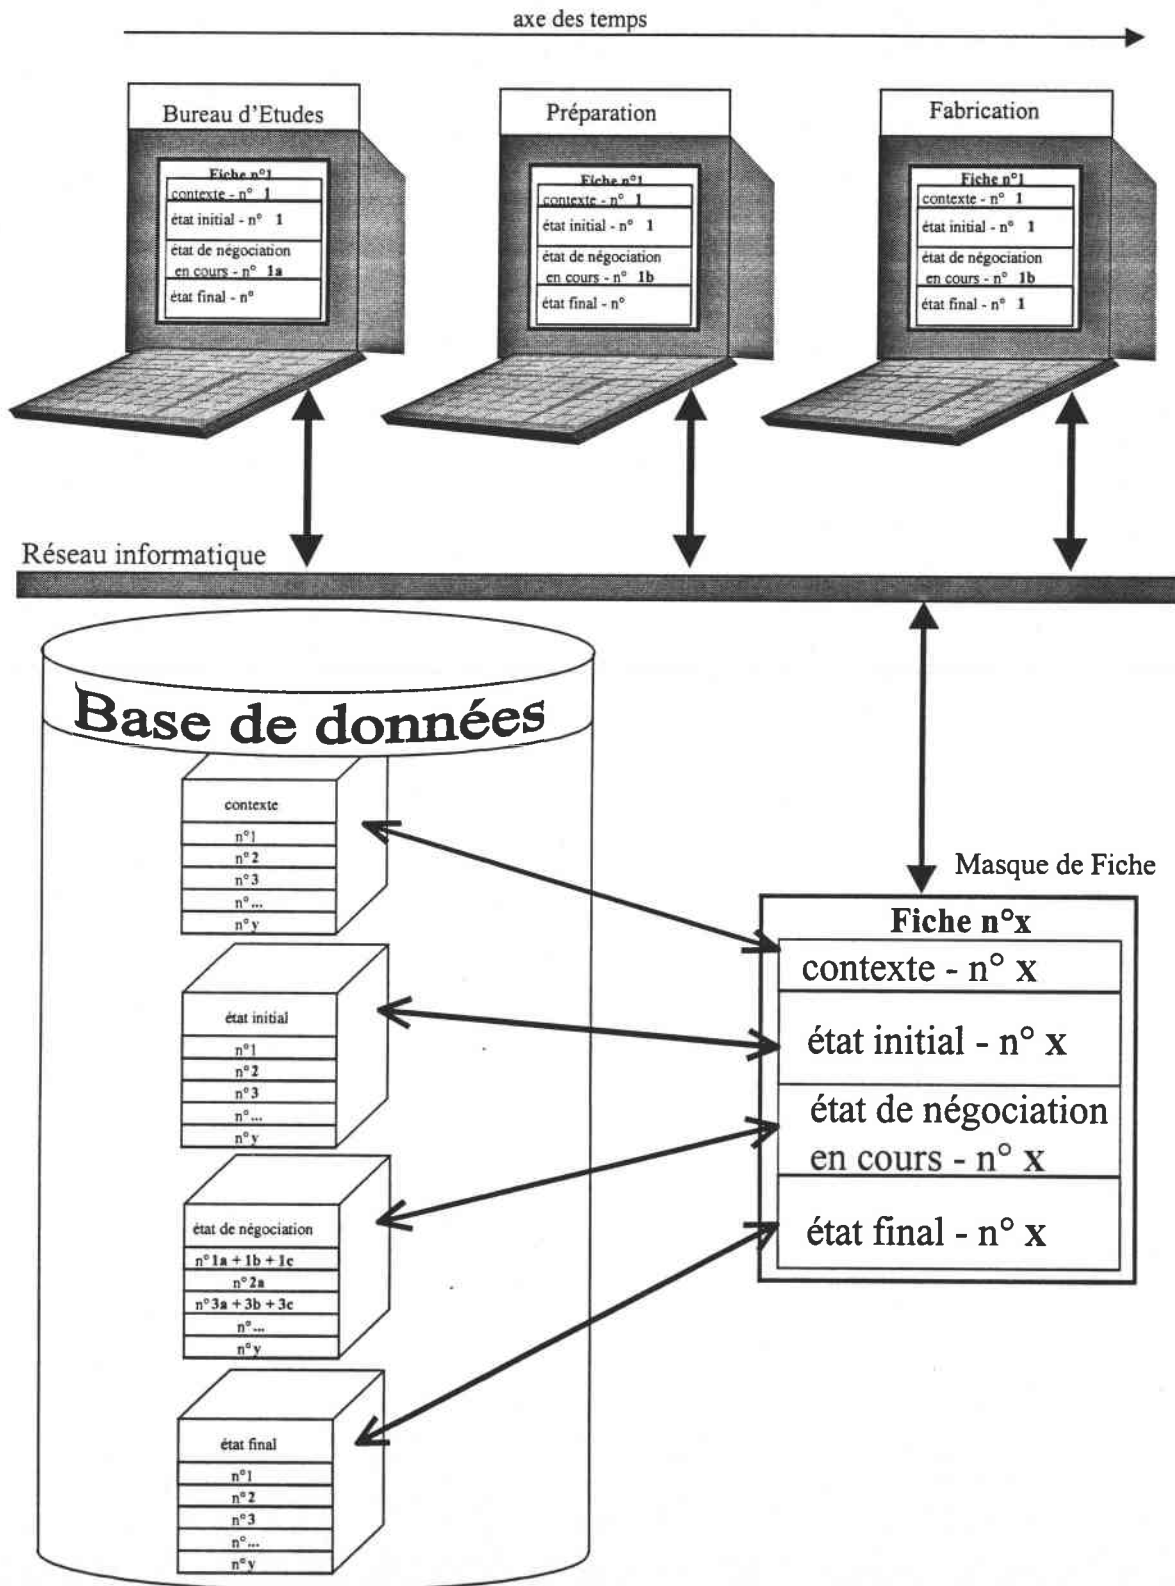 axe des temps
Bureau d'Etudes
Fiche n°1
contexte - n° 1
état initial - n° 1
état de négociation
en cours - n° 1a
état final - n°
Préparation
Fiche n°1
contexte - n° 1
état initial - n° 1
état de négociation
en cours - n° 1b
état final - n°
Fabrication
Fiche n°1
contexte - n° 1
état initial - n° 1
état de négociation
en cours - n° 1b
état final - n° 1
Réseau informatique
Base de données
contexte
n°1
n°2
n°3
n°...
n°y
état initial
n°1
n°2
n°3
n°...
n°y
état de négociation
n°1a + 1b + 1c
n°2a
n°3a + 3b + 3c
n°...
n°y
état final
n°1
n°2
n°3
n°...
n°y
Masque de Fiche
Fiche n°x
contexte - n° x
état initial - n° x
état de négociation
en cours - n° x
état final - n° x